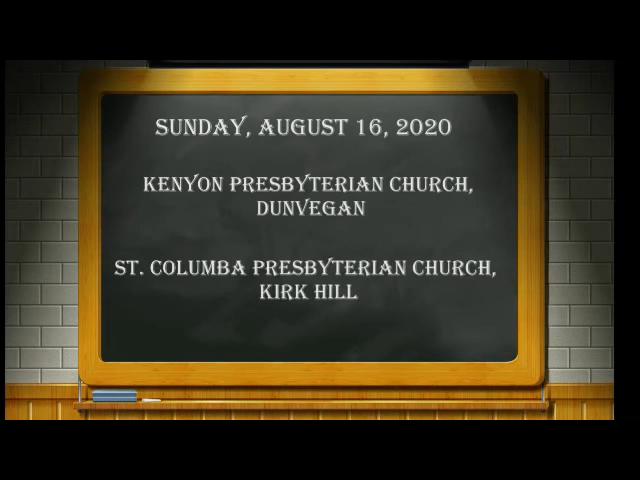 SUNDAY, AUGUST 16, 2020
KENYON PRESBYTERIAN CHURCH,
DUNVEGAN
ST. COLUMBA PRESBYTERIAN CHURCH,
KIRK HILL